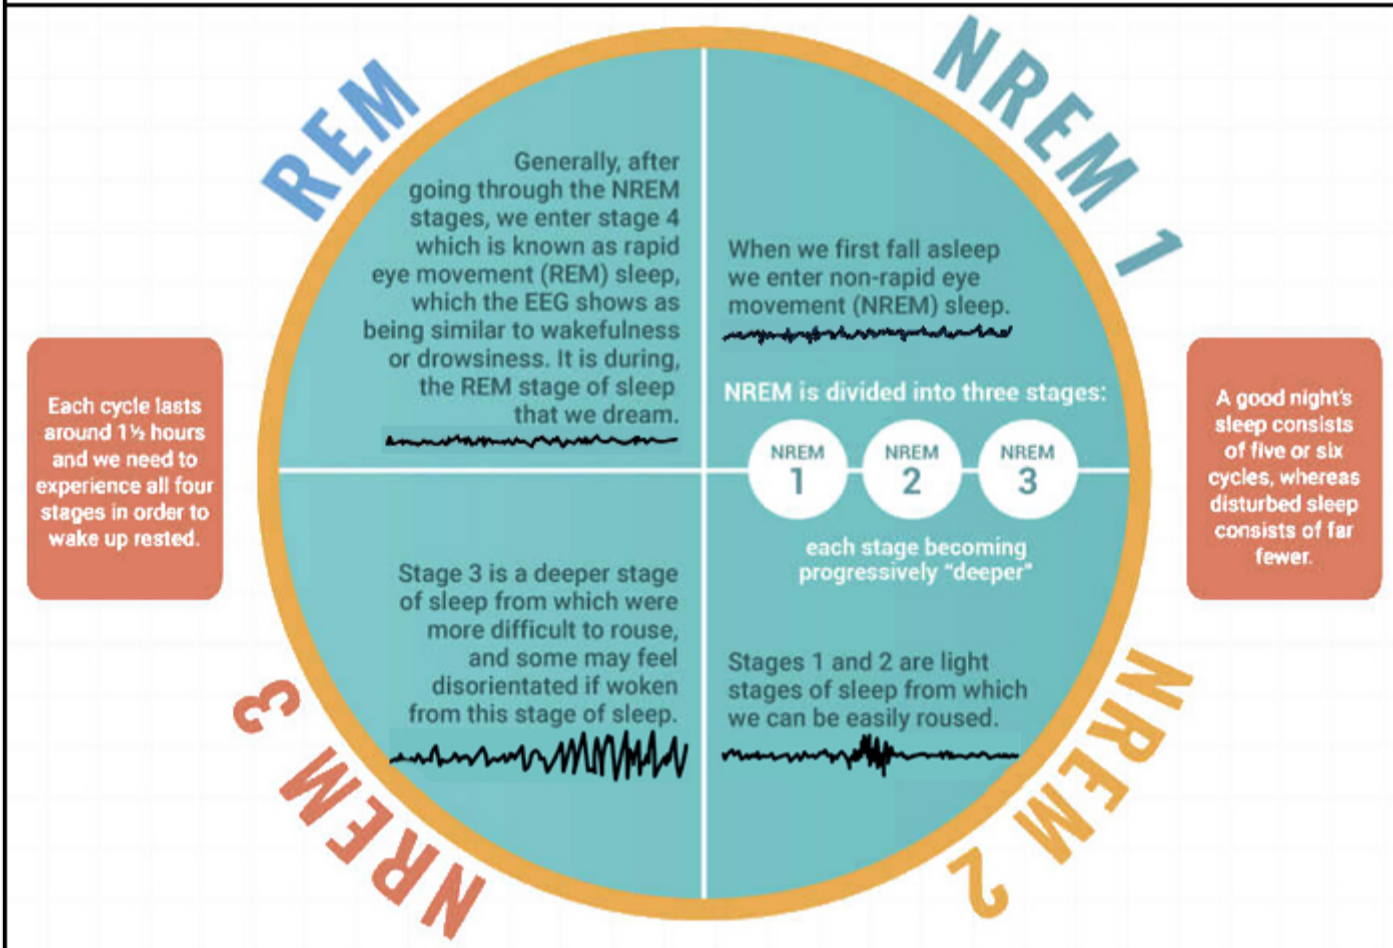 REM
NREM 1
Generally, after
going through the NREM
stages, we enter stage 4
which is known as rapid
eye movement (REM) sleep,
which the EEG shows as
being similar to wakefulness
or drowsiness. It is during,
the REM stage of sleep
that we dream.
When we first fall asleep
we enter non-rapid eye
movement (NREM) sleep.
NREM is divided into three stages:
NREM
1
NREM
2
NREM
3
each stage becoming
progressively “deeper”
Each cycle lasts
around 1½ hours
and we need to
experience all four
stages in order to
wake up rested.
A good night's
sleep consists
of five or six
cycles, whereas
disturbed sleep
consists of far
fewer.
Stage 3 is a deeper stage
of sleep from which were
more difficult to rouse,
and some may feel
disorientated if woken
from this stage of sleep.
Stages 1 and 2 are light
stages of sleep from which
we can be easily roused.
NREM 3
NREM 2